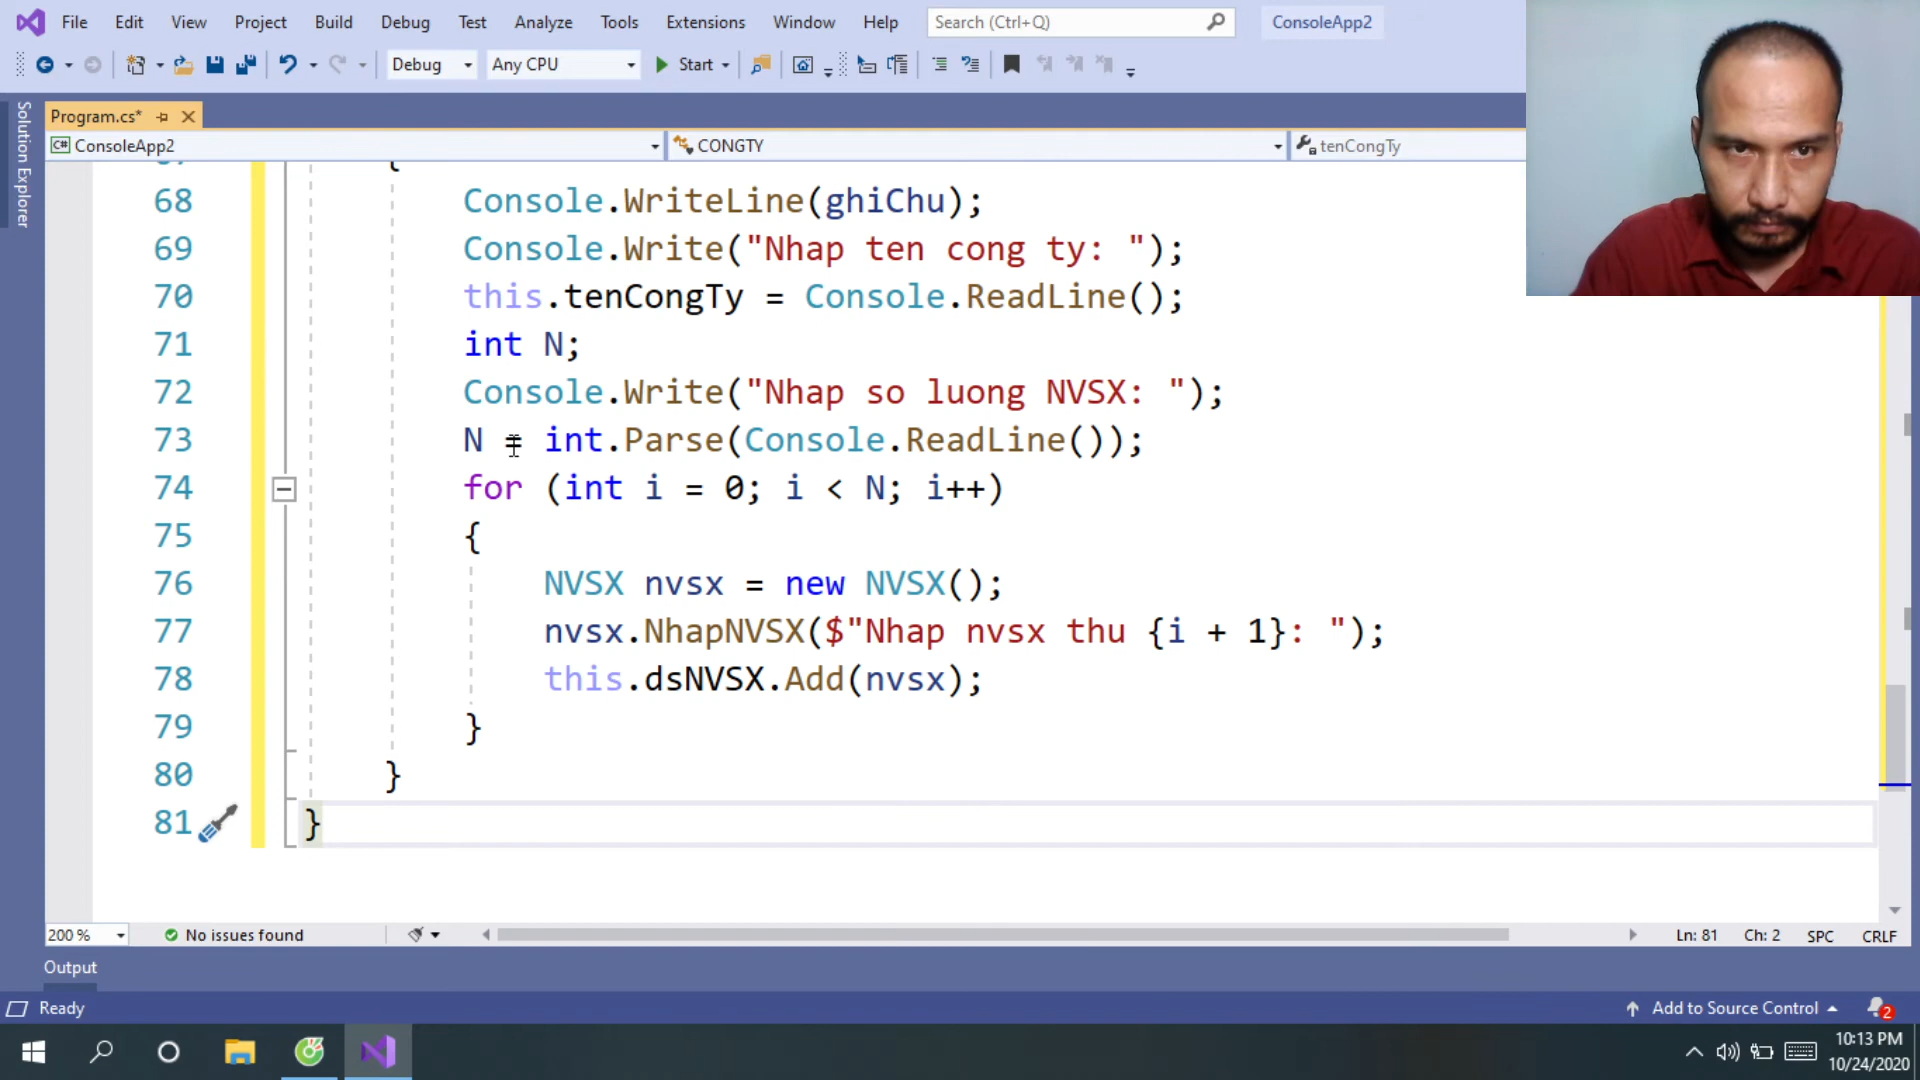 File Edit View Project Build Debug Test Analyze Tools Extensions Window Help Search (Ctrl+Q) ConsoleApp2
Debug Any CPU Start
Solution Explorer
Program.cs*
C# ConsoleApp2 CONGTY tenCongTy
{
68 Console.WriteLine(ghiChu);
69 Console.Write("Nhap ten cong ty: ");
70 this.tenCongTy = Console.ReadLine();
71 int N;
72 Console.Write("Nhap so luong NVSX: ");
73 N = int.Parse(Console.ReadLine());
74 for (int i = 0; i < N; i++)
75 {
76 NVSX nvsx = new NVSX();
77 nvsx.NhapNVSX($"Nhap nvsx thu {i + 1}: ");
78 this.dsNVSX.Add(nvsx);
79 }
80 }
81 }
200 % No issues found Ln: 81 Ch: 2 SPC CRLF
Output
Ready Add to Source Control 2
10:13 PM
10/24/2020